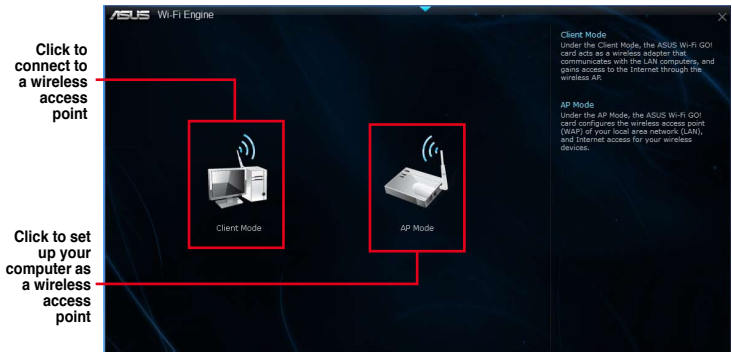 ASUS Wi-Fi Engine
Click to
connect to
a wireless
access
point
Client Mode
AP Mode
Click to set
up your
computer as
a wireless
access
point
Client Mode
Under the Client Mode, the ASUS Wi-Fi GO!
card acts as a wireless adapter that
communicates with the LAN computers, and
gains access to the Internet through the
wireless AP.
AP Mode
Under the AP Mode, the ASUS Wi-Fi GO!
card configures the wireless access point
(WAP) of your local area network (LAN),
and Internet access for your wireless
devices.